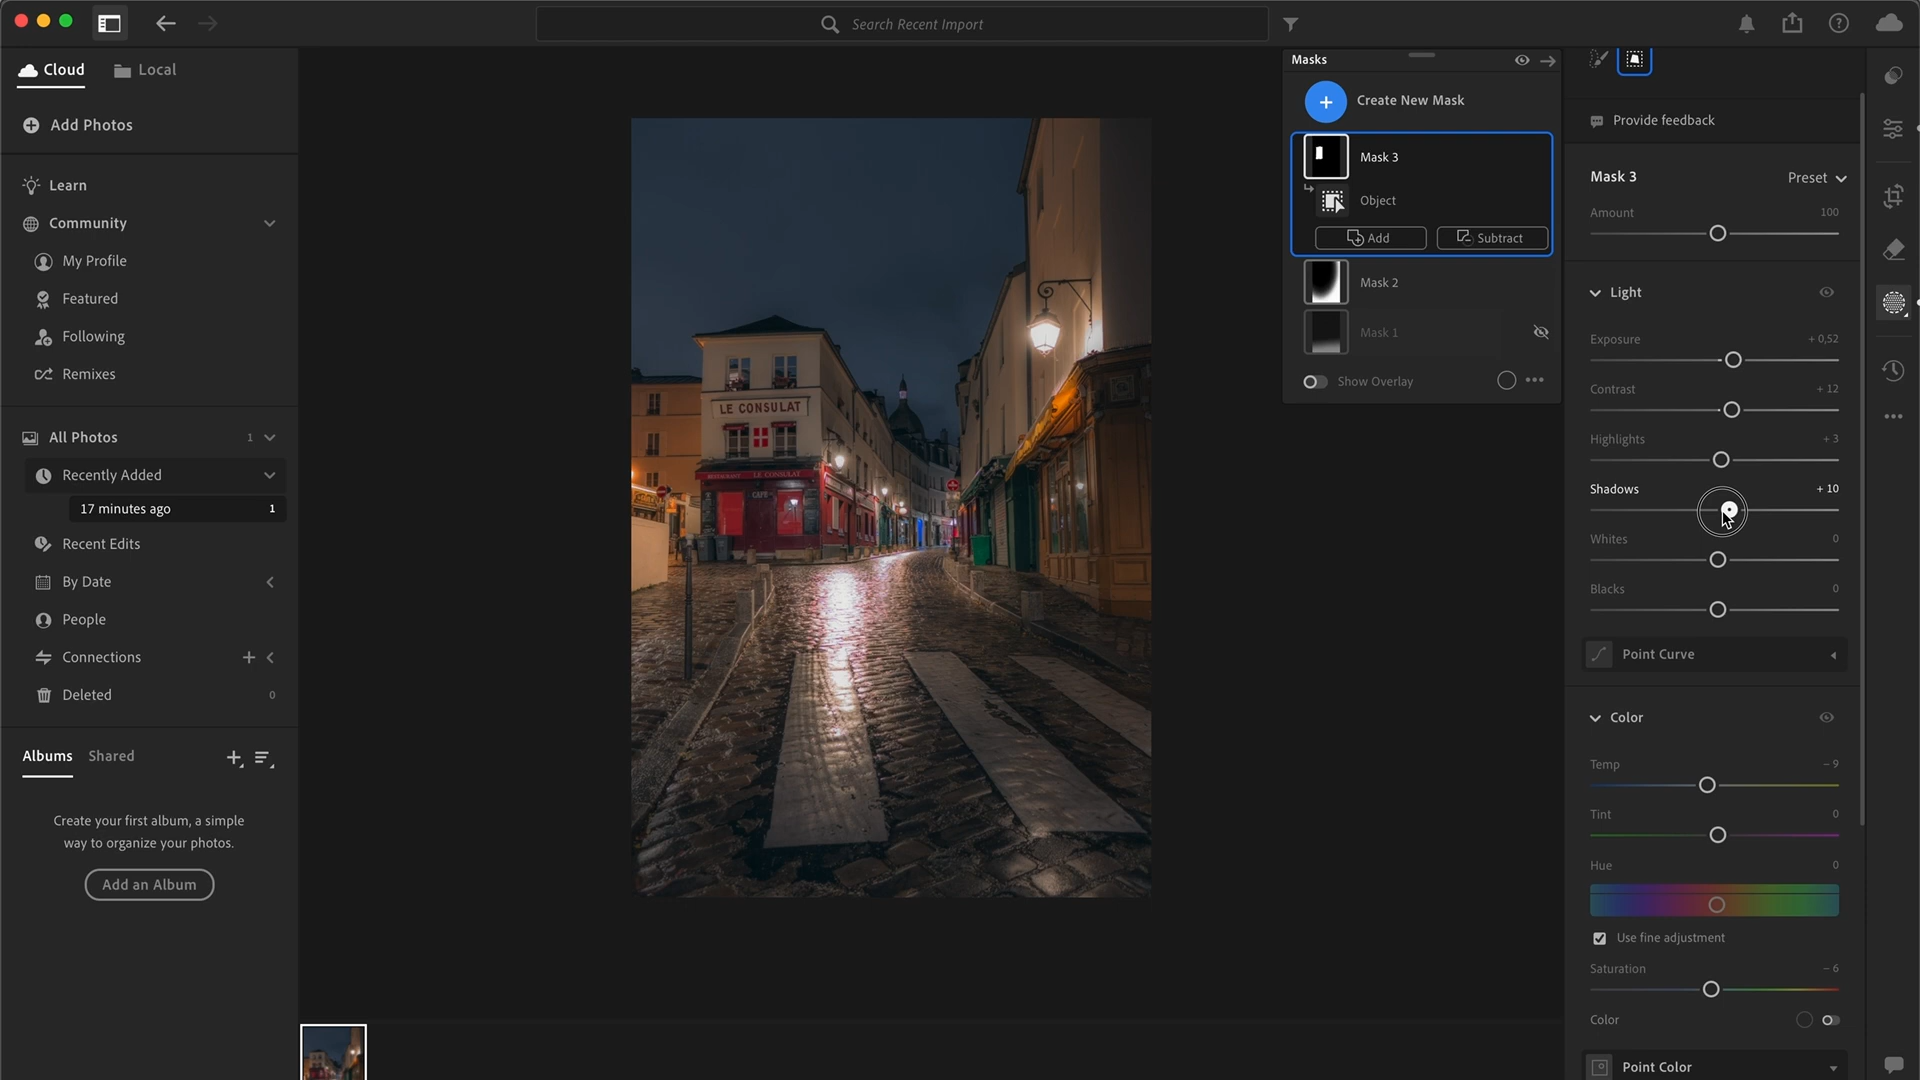 Search Recent Import
Cloud
Local
Add Photos
Learn
Community
My Profile
Featured
Following
Remixes
All Photos
1
Recently Added
17 minutes ago
1
Recent Edits
By Date
People
Connections
Deleted
0
Albums
Shared
Create your first album, a simple
way to organize your photos.
Add an Album
LE CONSULAT
RESTAURANT LE CONSULAT
CAFE
Masks
Create New Mask
Mask 3
Object
Add
Subtract
Mask 2
Mask 1
Show Overlay
Provide feedback
Mask 3
Preset
Amount
100
Light
Exposure
+ 0,52
Contrast
+ 12
Highlights
+ 3
Shadows
+ 10
Whites
0
Blacks
0
Point Curve
Color
Temp
– 9
Tint
0
Hue
0
Use fine adjustment
Saturation
– 6
Color
Point Color